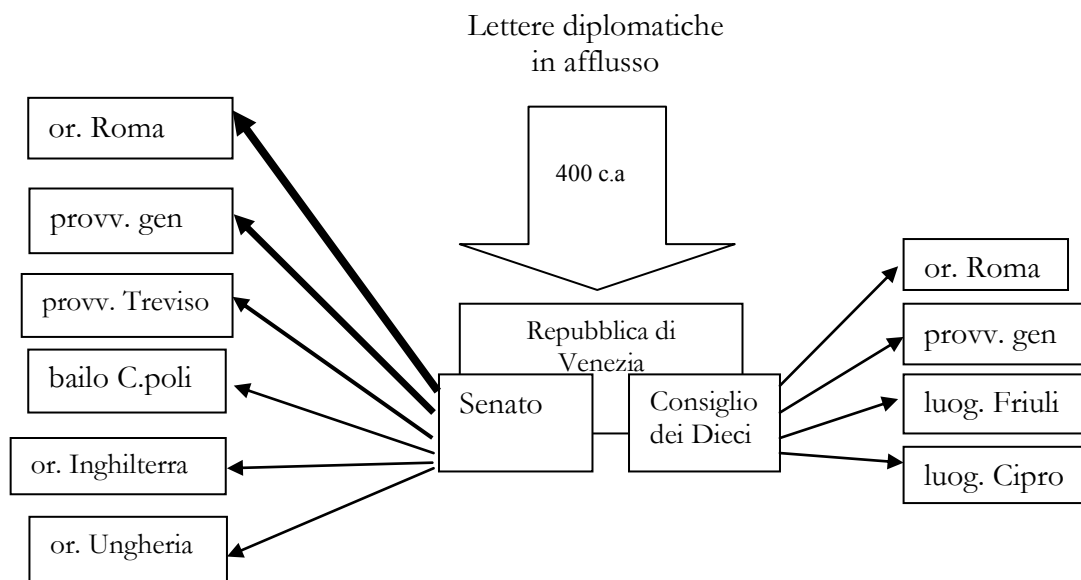 Lettere diplomatiche
in afflusso
400 c.a
or. Roma
provv. gen
provv. Treviso
bailo C.poli
or. Inghilterra
or. Ungheria
Repubblica di
Venezia
Senato
Consiglio
dei Dieci
or. Roma
provv. gen
luog. Friuli
luog. Cipro